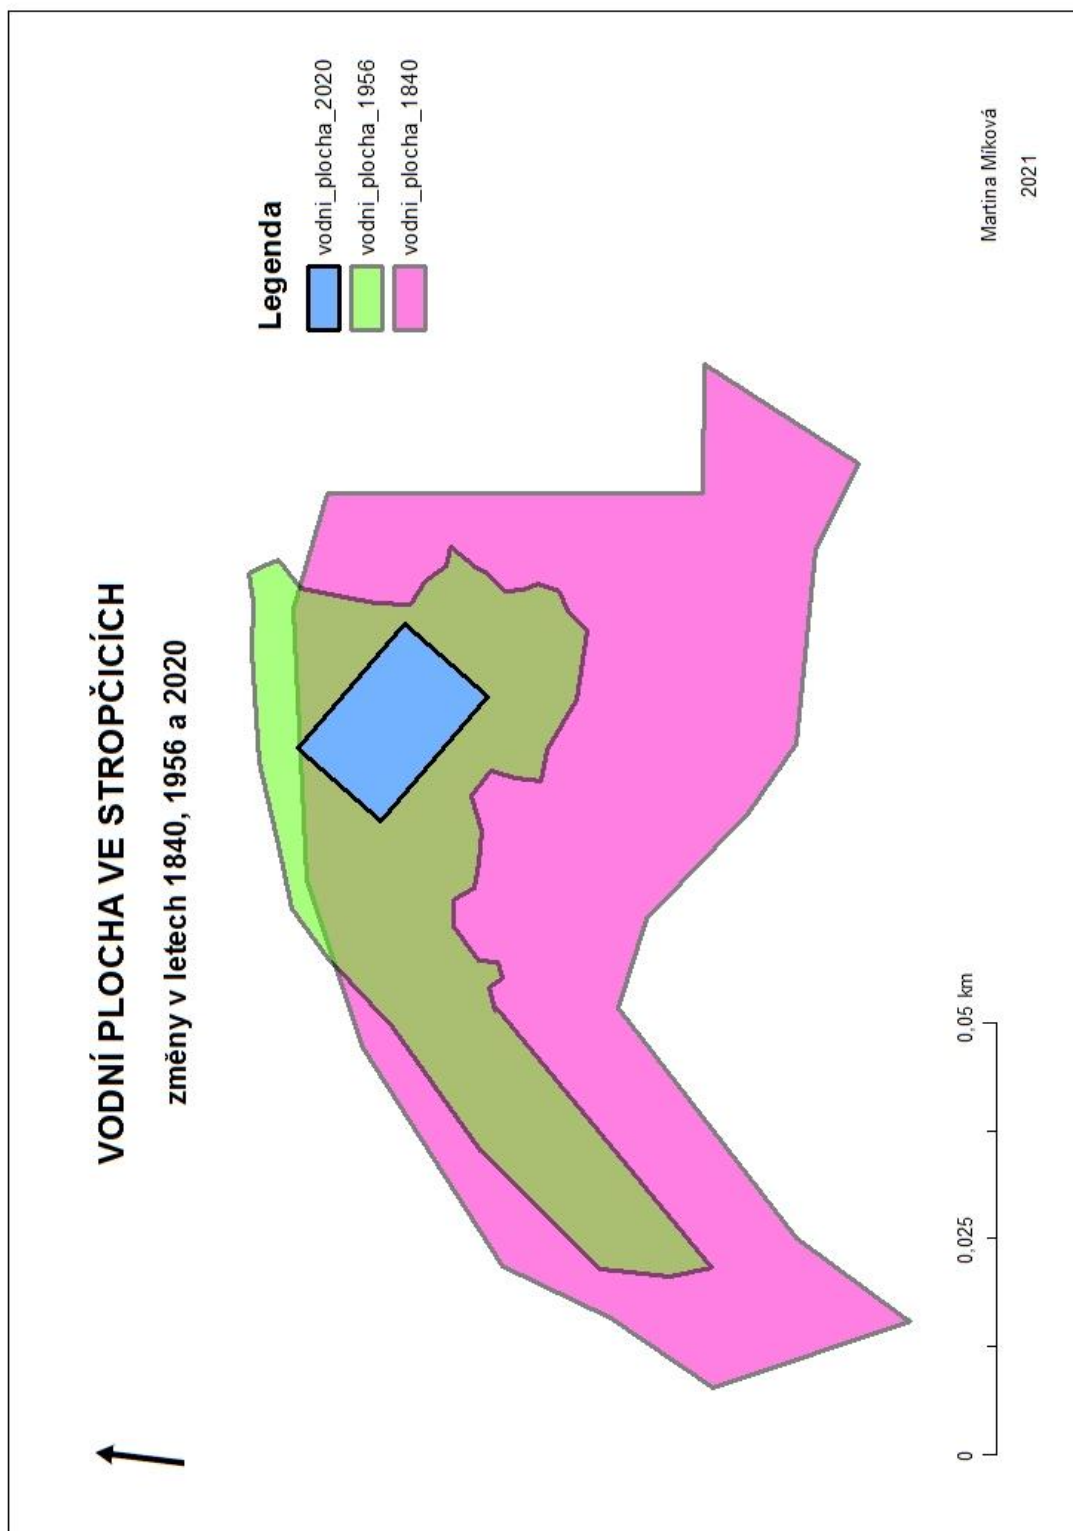 VODNÍ PLOCHA VE STROPČICÍCH
změny v letech 1840, 1956 a 2020
Legenda
vodni_plocha_2020
vodni_plocha_1956
vodni_plocha_1840
0 0,025 0,05 km
Martina Míková
2021